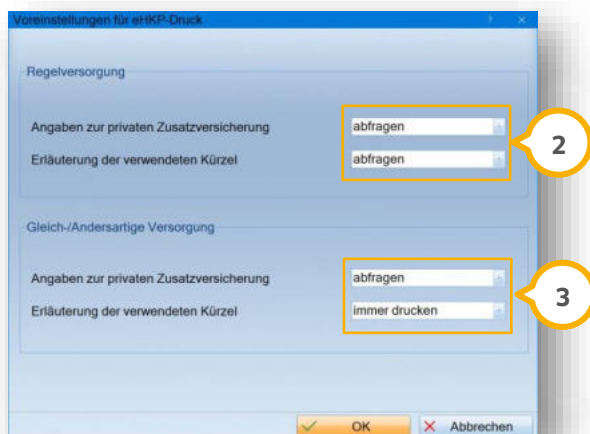 Voreinstellungen für eHKP-Druck ? ×
Regelversorgung
Angaben zur privaten Zusatzversicherung abfragen
Erläuterung der verwendeten Kürzel abfragen
2
Gleich-/Andersartige Versorgung
Angaben zur privaten Zusatzversicherung abfragen
Erläuterung der verwendeten Kürzel immer drucken
3
OK Abbrechen